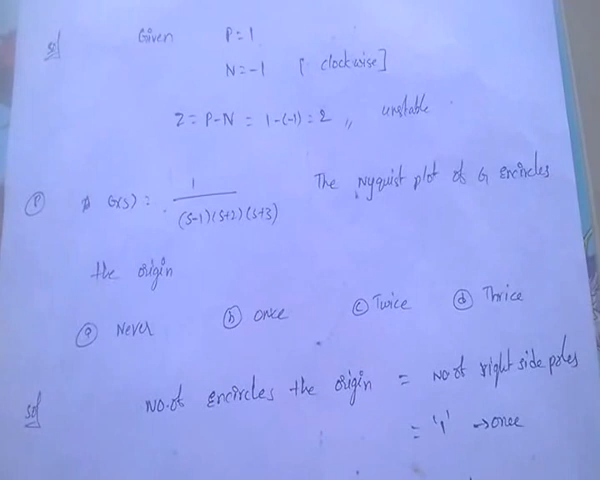 Sol Given P=1
N=-1 [clockwise]
Z = P-N = 1-(-1) = 2 ,, unstable
(P) G(s) = 1/(s-1)(s+2)(s+3) The Nyquist plot of G encircles
the origin
(a) Never (b) once (c) Twice (d) Thrice
Sol No. of encircles the origin = No of right side poles
= '1' → once